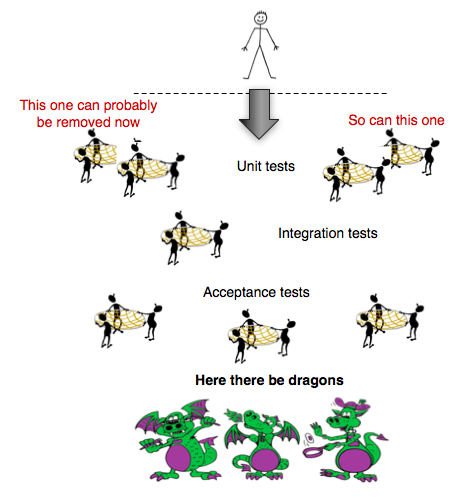 This one can probably
be removed now
So can this one
Unit tests
Integration tests
Acceptance tests
Here there be dragons